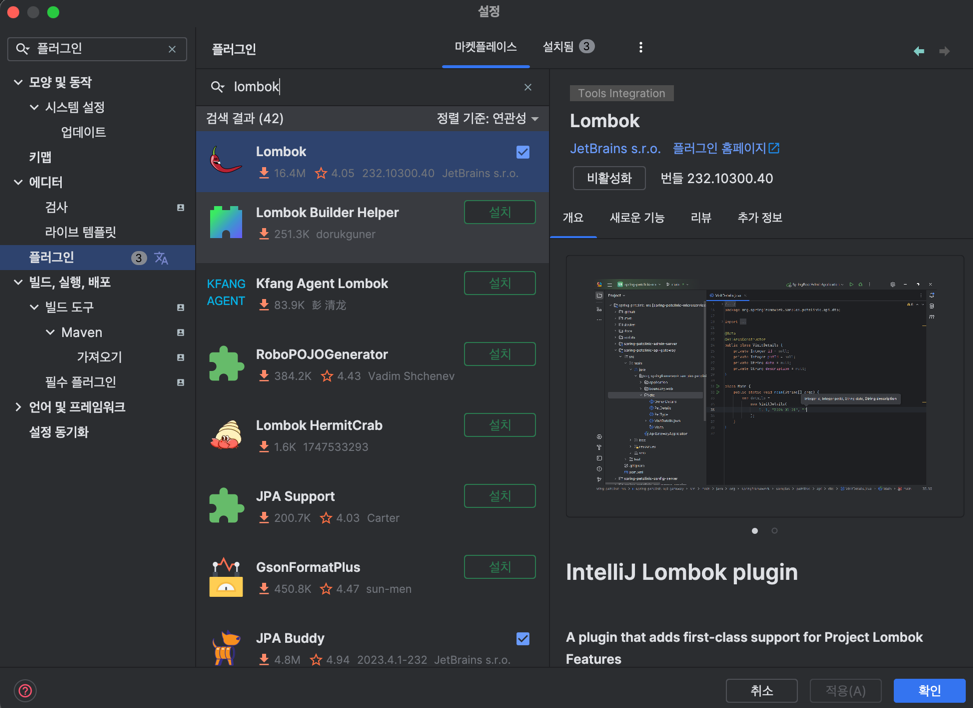 설정
플러그인
모양 및 동작
시스템 설정
업데이트
키맵
에디터
검사
라이브 템플릿
플러그인 3
빌드, 실행, 배포
빌드 도구
Maven
가져오기
필수 플러그인
언어 및 프레임워크
설정 동기화
플러그인 마켓플레이스 설치됨 3
lombok
검색 결과 (42) 정렬 기준: 연관성
Lombok
16.4M 4.05 232.10300.40 JetBrains s.r.o.
Lombok Builder Helper 설치
251.3K dorukguner
KFANG AGENT
Kfang Agent Lombok 설치
83.9K 彭 清龙
RoboPOJOGenerator 설치
384.2K 4.43 Vadim Shchenev
Lombok HermitCrab 설치
1.6K 1747533293
JPA Support 설치
200.7K 4.03 Carter
GsonFormatPlus 설치
450.8K 4.47 sun-men
JPA Buddy
4.8M 4.94 2023.4.1-232 JetBrains s.r.o.
Tools Integration
Lombok
JetBrains s.r.o. 플러그인 홈페이지
비활성화 번들 232.10300.40
개요 새로운 기능 리뷰 추가 정보
IntelliJ Lombok plugin
A plugin that adds first-class support for Project Lombok
Features
취소 적용(A) 확인